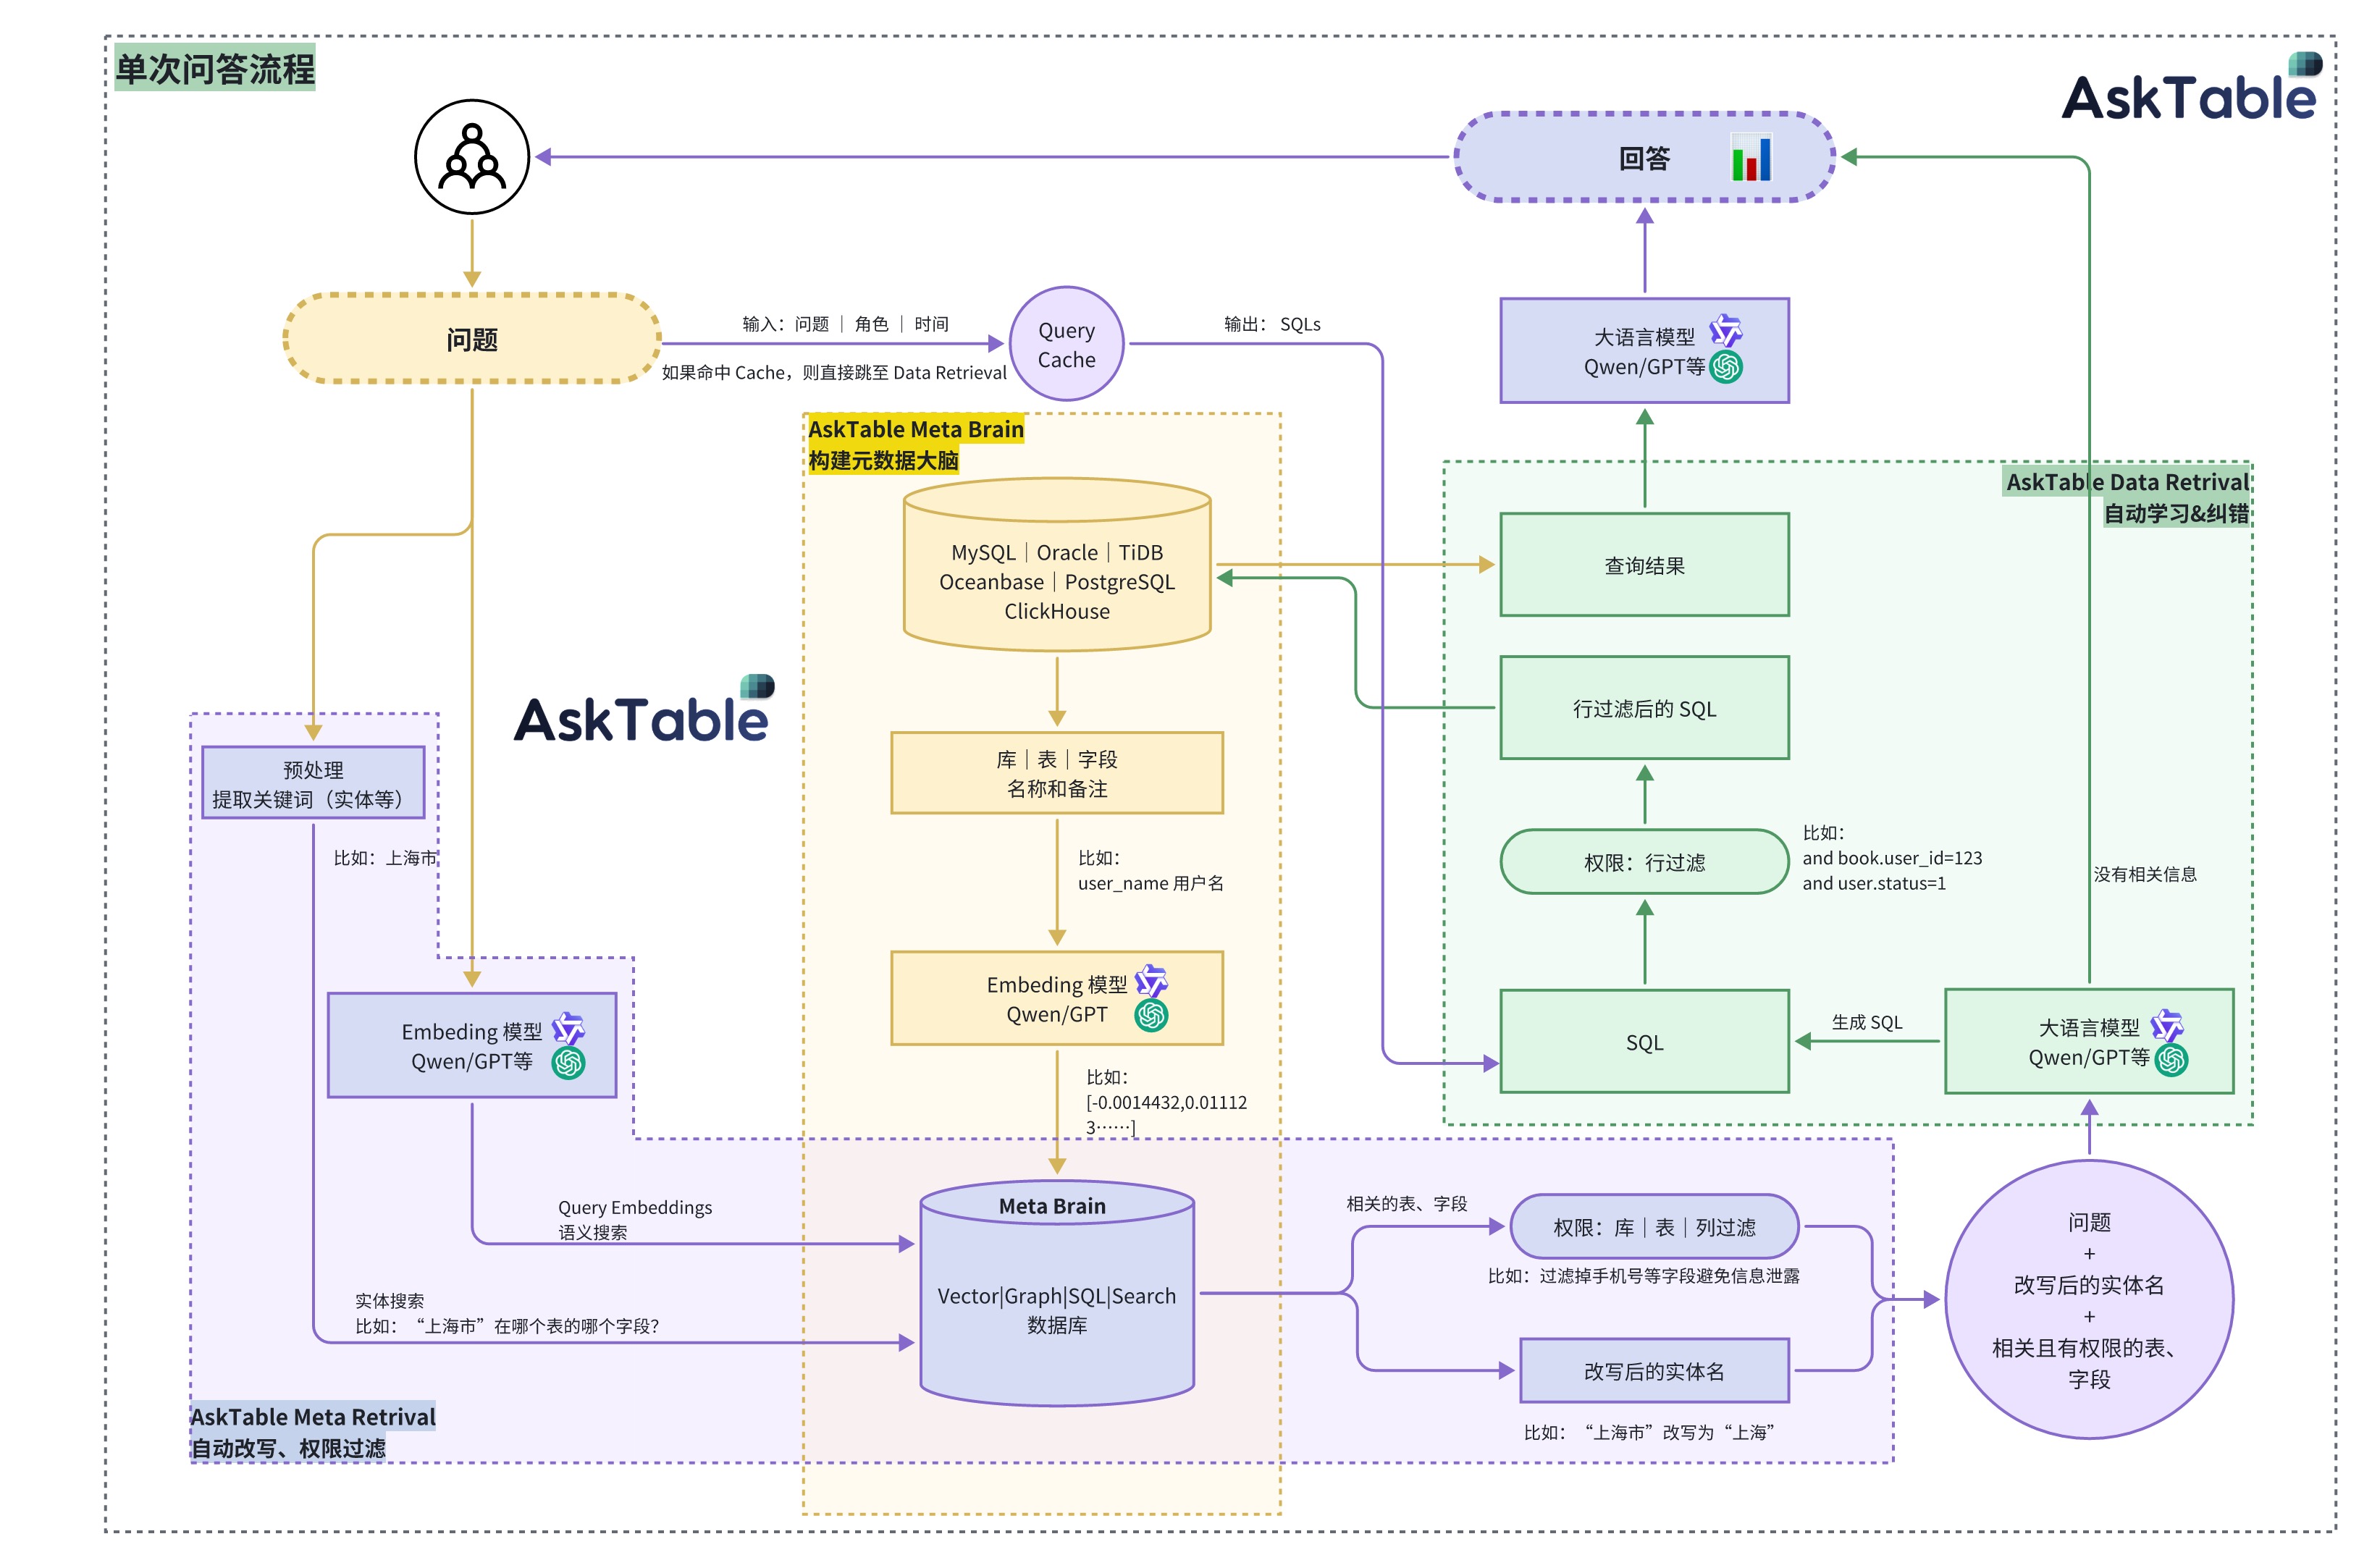 单次问答流程
AskTable
回答
问题
输入：问题 ｜ 角色 ｜ 时间
如果命中 Cache，则直接跳至 Data Retrieval
Query
Cache
输出： SQLs
大语言模型
Qwen/GPT等
AskTable Meta Brain
构建元数据大脑
MySQL｜Oracle｜TiDB
Oceanbase｜PostgreSQL
ClickHouse
库｜表｜字段
名称和备注
比如：
user_name 用户名
Embeding 模型
Qwen/GPT
比如：
[-0.0014432,0.01112
3……]
AskTable Data Retrival
自动学习&纠错
查询结果
行过滤后的 SQL
权限：行过滤
比如：
and book.user_id=123
and user.status=1
没有相关信息
SQL
生成 SQL
大语言模型
Qwen/GPT等
AskTable
预处理
提取关键词（实体等）
比如：上海市
Embeding 模型
Qwen/GPT等
Query Embeddings
语义搜索
实体搜索
比如：“上海市”在哪个表的哪个字段？
AskTable Meta Retrival
自动改写、权限过滤
Meta Brain
Vector|Graph|SQL|Search
数据库
相关的表、字段
权限：库｜表｜列过滤
比如：过滤掉手机号等字段避免信息泄露
改写后的实体名
比如：“上海市”改写为“上海”
问题
+
改写后的实体名
+
相关且有权限的表、
字段